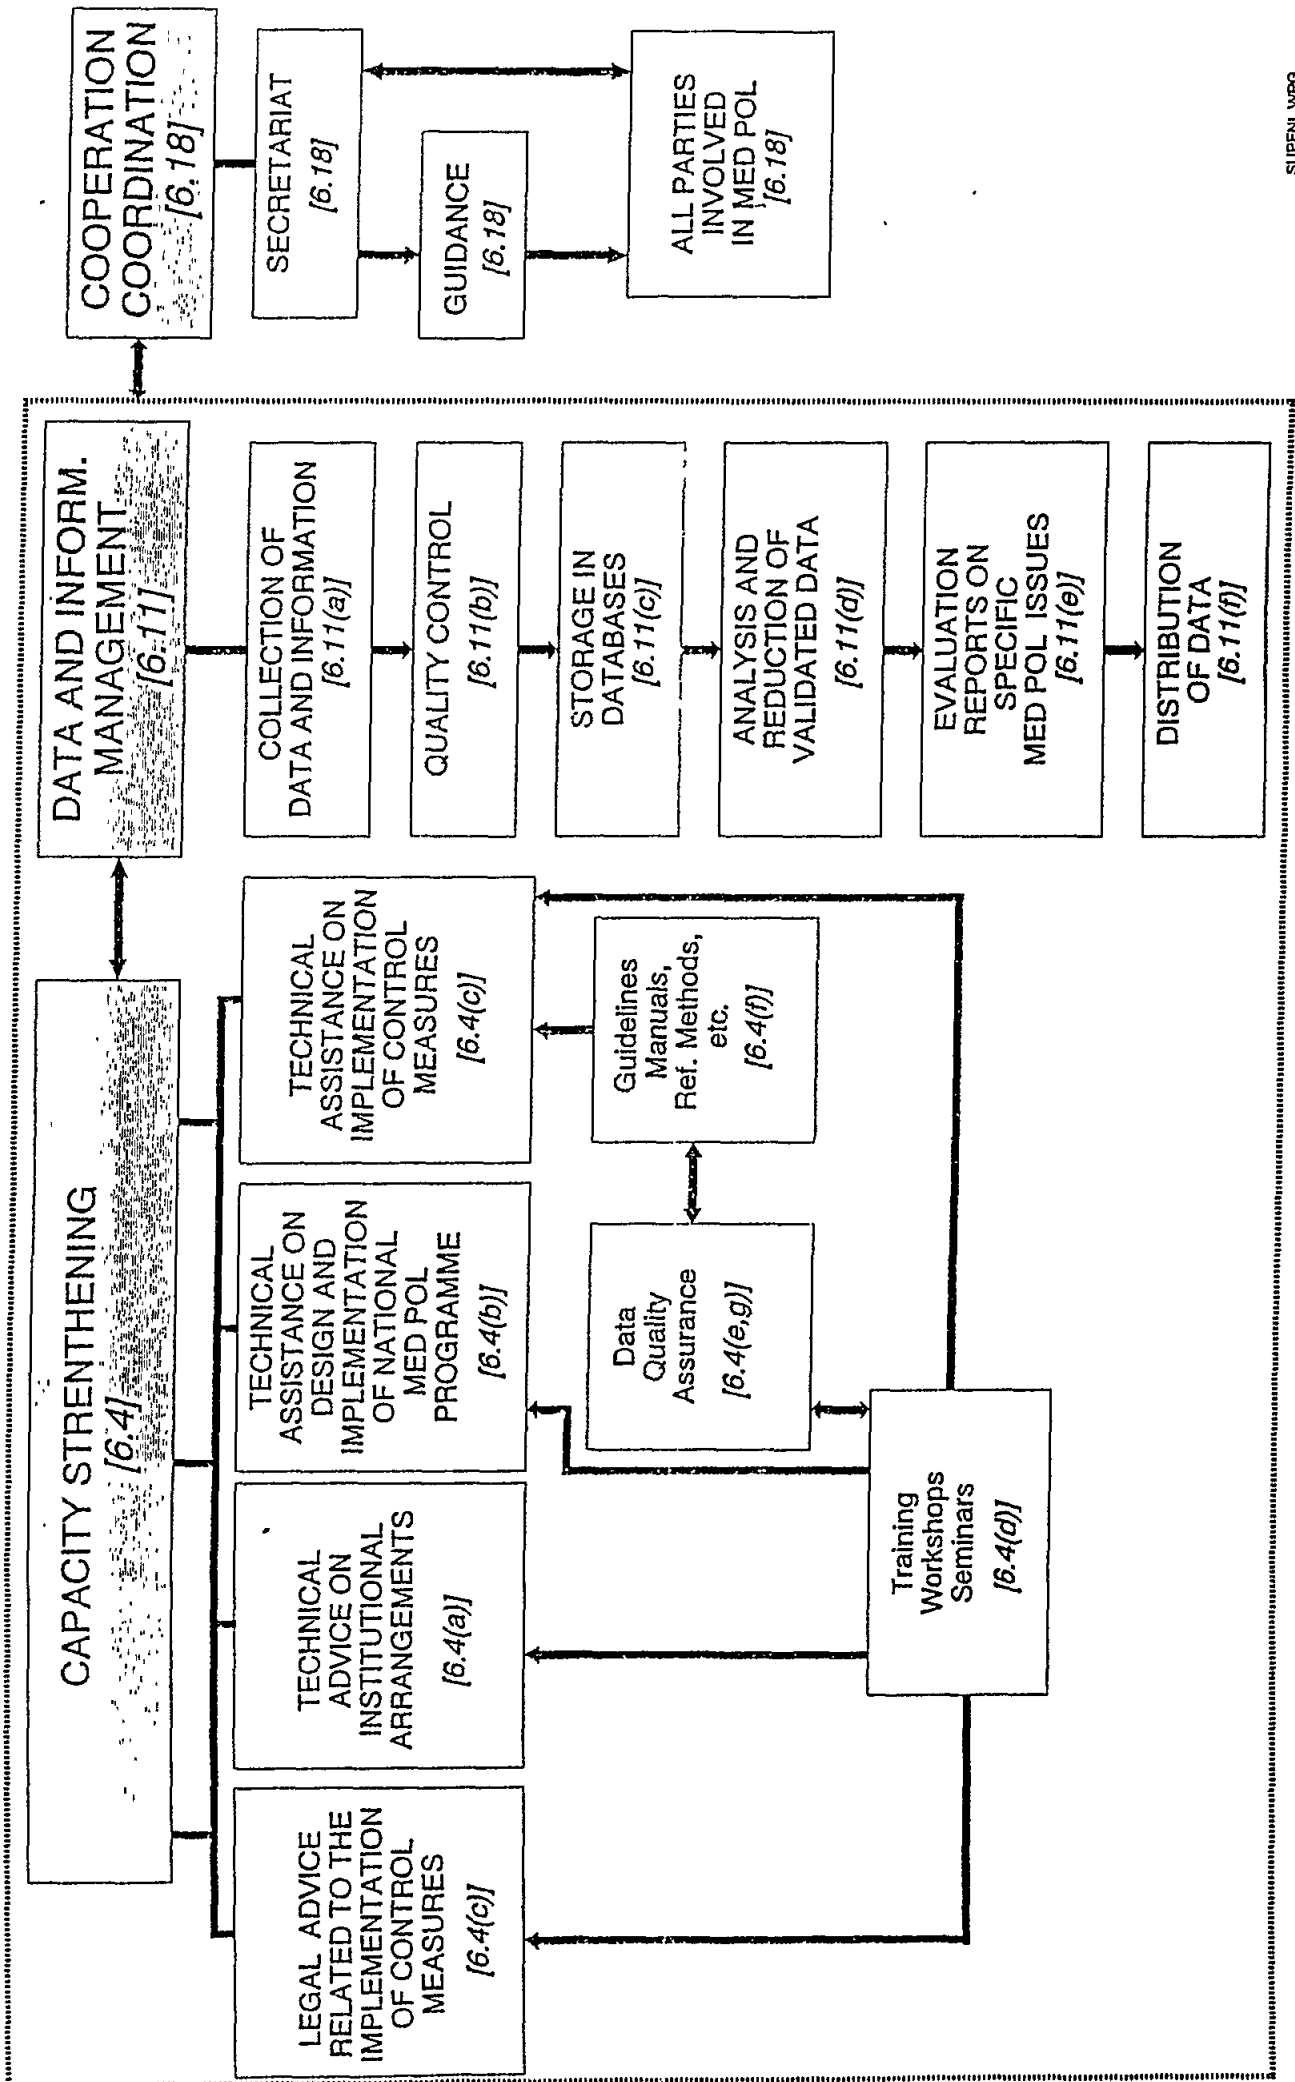 CAPACITY STRENTHENING
[6.4]
DATA AND INFORM.
MANAGEMENT
[6.11]
COOPERATION
COORDINATION
[6.18]
LEGAL ADVICE
RELATED TO THE
IMPLEMENTATION
OF CONTROL
MEASURES
[6.4(c)]
TECHNICAL
ADVICE ON
INSTITUTIONAL
ARRANGEMENTS
[6.4(a)]
TECHNICAL
ASSISTANCE ON
DESIGN AND
IMPLEMENTATION
OF NATIONAL
MED POL
PROGRAMME
[6.4(b)]
TECHNICAL
ASSISTANCE ON
IMPLEMENTATION
OF CONTROL
MEASURES
[6.4(c)]
Data
Quality
Assurance
[6.4(e,g)]
Guidelines
Manuals,
Ref. Methods,
etc.
[6.4(f)]
Training
Workshops
Seminars
[6.4(d)]
COLLECTION OF
DATA AND INFORMATION
[6.11(a)]
QUALITY CONTROL
[6.11(b)]
STORAGE IN
DATABASES
[6.11(c)]
ANALYSIS AND
REDUCTION OF
VALIDATED DATA
[6.11(d)]
EVALUATION
REPORTS ON
SPECIFIC
MED POL ISSUES
[6.11(e)]
DISTRIBUTION
OF DATA
[6.11(f)]
SECRETARIAT
[6.18]
GUIDANCE
[6.18]
ALL PARTIES
INVOLVED
IN MED POL
[6.18]